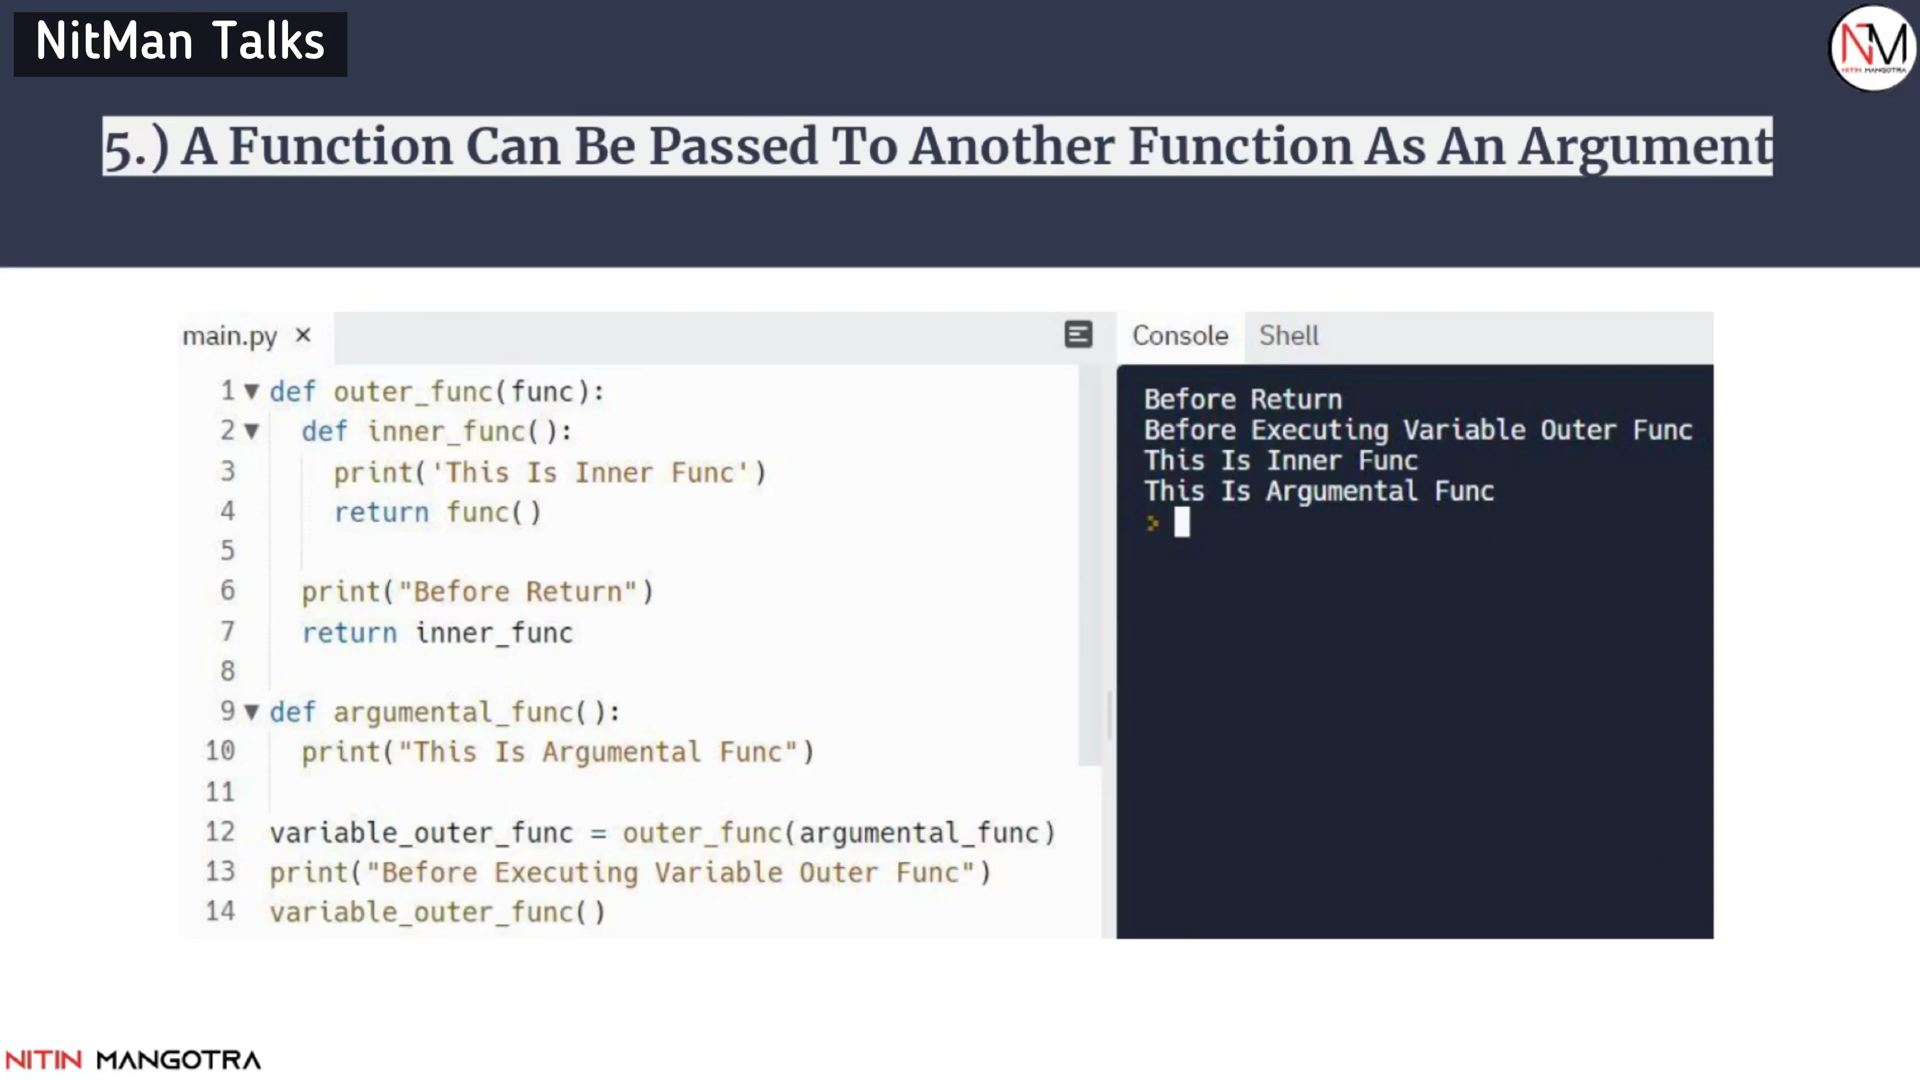 NitMan Talks
NM
NITIN MANGOTRA
5.) A Function Can Be Passed To Another Function As An Argument
main.py ×
1 ▼ def outer_func(func):
2 ▼   def inner_func():
3     print('This Is Inner Func')
4     return func()
5
6   print("Before Return")
7   return inner_func
8
9 ▼ def argumental_func():
10   print("This Is Argumental Func")
11
12 variable_outer_func = outer_func(argumental_func)
13 print("Before Executing Variable Outer Func")
14 variable_outer_func()
Console Shell
Before Return
Before Executing Variable Outer Func
This Is Inner Func
This Is Argumental Func
>
NITIN MANGOTRA